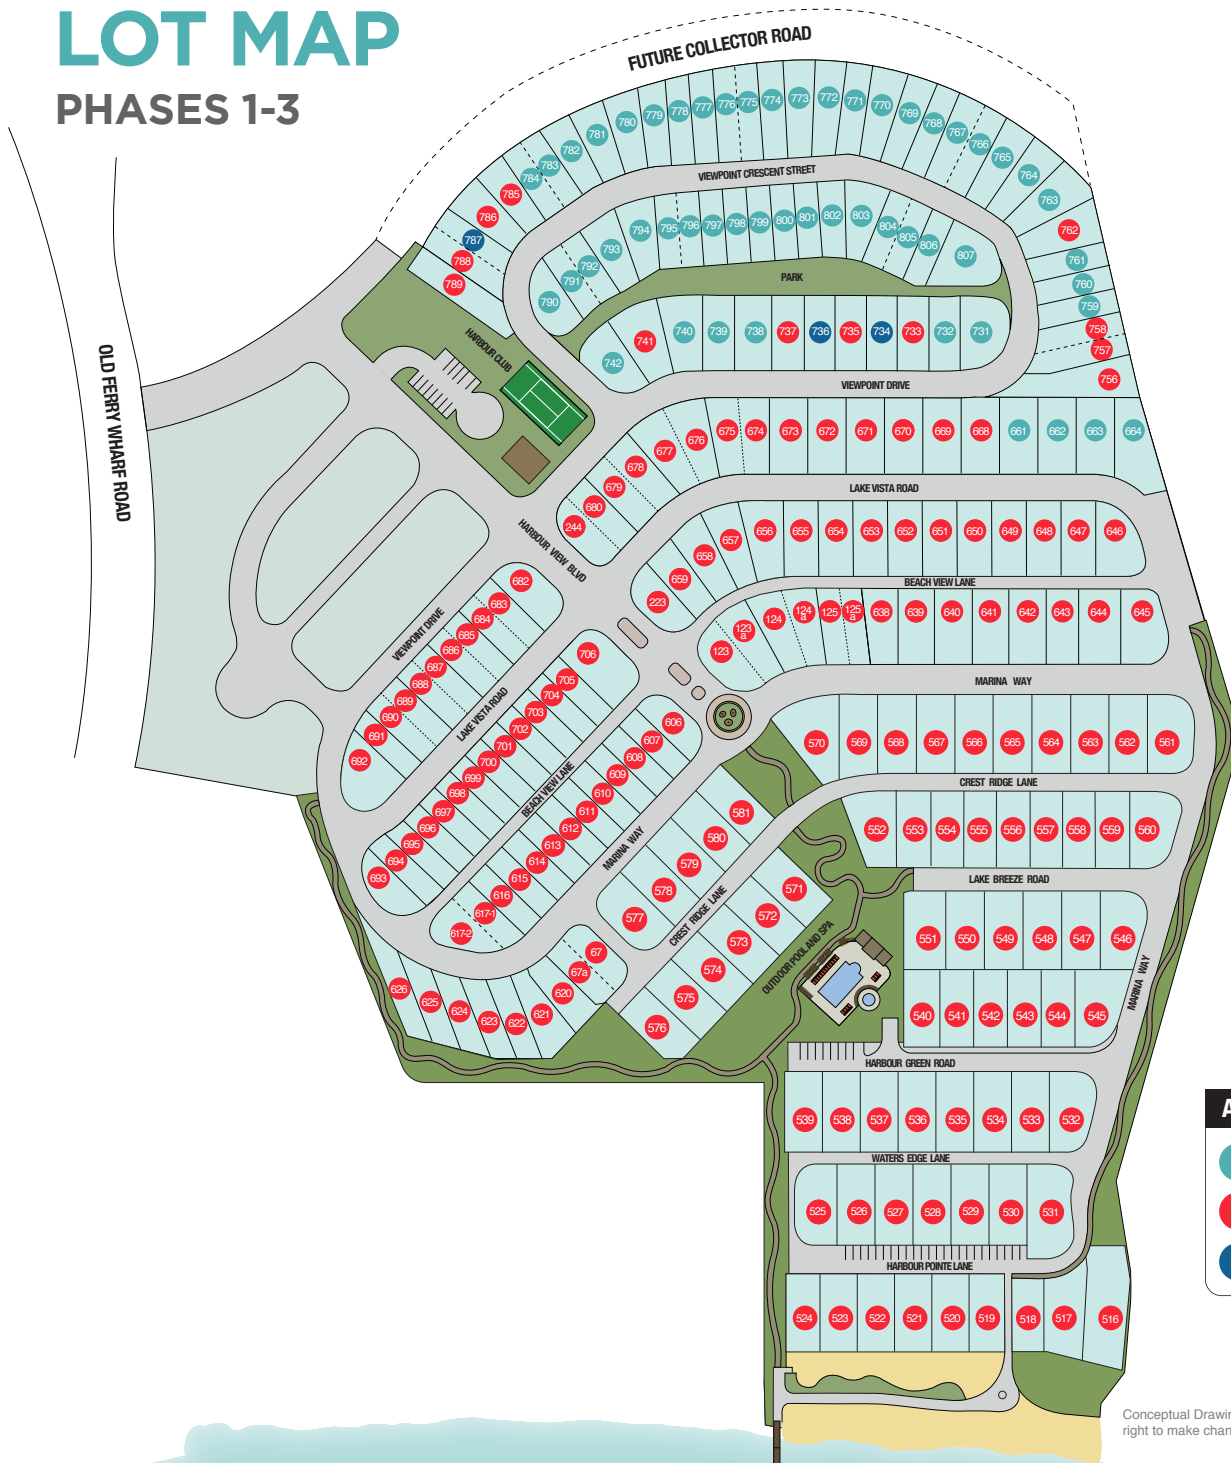 LOT MAP
PHASES 1-3
FUTURE COLLECTOR ROAD
OLD FERRY WHARF ROAD
784 783 782 781 780 779 778 777 776 775 774 773 772 771 770 769 768 767 766 765 764 763
785
786
787
788
789
762
761
760
759
758
757
756
VIEWPOINT CRESCENT STREET
790 791 792 793 794 795 796 797 798 799 800 801 802 803 804 805 806 807
PARK
742 741 740 739 738 737 736 735 734 733 732 731
HARBOUR CLUB
VIEWPOINT DRIVE
244 680 679 678 677 676 675 674 673 672 671 670 669 668 661 662 663 664
LAKE VISTA ROAD
HARBOUR VIEW BLVD
223 659 658 657 656 655 654 653 652 651 650 649 648 647 646
BEACH VIEW LANE
123 123a 124 124a 125 125a 638 639 640 641 642 643 644 645
MARINA WAY
570 569 568 567 566 565 564 563 562 561
CREST RIDGE LANE
552 553 554 555 556 557 558 559 560
LAKE BREEZE ROAD
551 550 549 548 547 546
540 541 542 543 544 545
MARINA WAY
HARBOUR GREEN ROAD
539 538 537 536 535 534 533 532
WATERS EDGE LANE
525 526 527 528 529 530 531
HARBOUR POINTE LANE
524 523 522 521 520 519 518 517 516
VIEWPOINT DRIVE
682 683 684 685 686 687 688 689 690 691 692
LAKE VISTA ROAD
706 705 704 703 702 701 700 699 698 697 696 695 694 693
BEACH VIEW LANE
606 607 608 609 610 611 612 613 614 615 616 617-1 617-2
MARINA WAY
581 580 579 578 577
CREST RIDGE LANE
571 572 573 574 575 576
OUTDOOR POOL AND SPA
67 67a 620 621 622 623 624 625 626
A
Conceptual Drawin
right to make chan